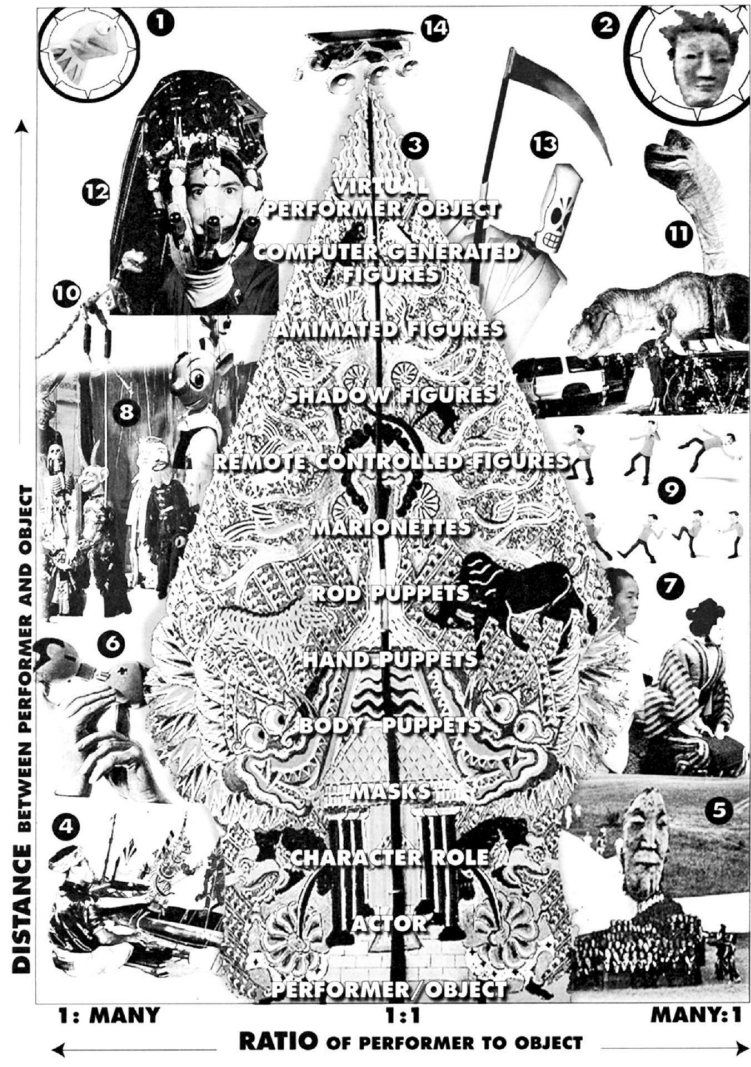 1
2
14
3
13
12
VIRTUAL
PERFORMER/OBJECT
11
COMPUTER GENERATED
FIGURES
10
AMIMATED FIGURES
SHADOW FIGURES
8
REMOTE CONTROLLED FIGURES
9
MARIONETTES
7
ROD PUPPETS
6
HAND PUPPETS
BODY PUPPETS
MASKS
5
4
CHARACTER ROLE
ACTOR
PERFORMER/OBJECT
DISTANCE BETWEEN PERFORMER AND OBJECT
1: MANY 1:1 MANY:1
RATIO OF PERFORMER TO OBJECT